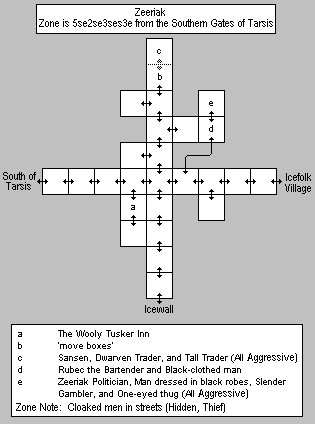 Zeeriak
Zone is 5se2se3ses3e from the Southern Gates of Tarsis
c
b
e
d
South of
Tarsis
Icefolk
Village
a
Icewall
a The Wooly Tusker Inn
b 'move boxes'
c Sansen, Dwarven Trader, and Tall Trader (All Aggressive)
d Rubec the Bartender and Black-clothed man
e Zeeriak Politician, Man dressed in black robes, Slender
Gambler, and One-eyed thug (All Aggressive)
Zone Note: Cloaked men in streets (Hidden, Thief)